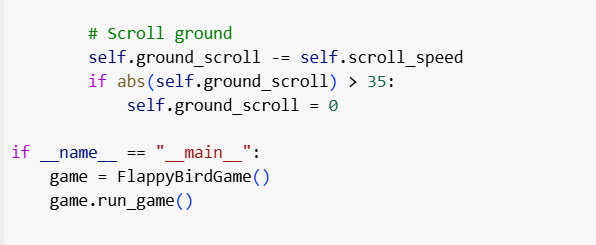 # Scroll ground
self.ground_scroll -= self.scroll_speed
if abs(self.ground_scroll) > 35:
self.ground_scroll = 0
if __name__ == "__main__":
game = FlappyBirdGame()
game.run_game()